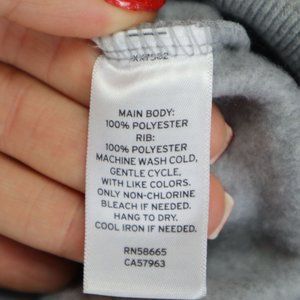 MAIN BODY:
100% POLYESTER
RIB:
100% POLYESTER
MACHINE WASH COLD,
GENTLE CYCLE,
WITH LIKE COLORS.
ONLY NON-CHLORINE
BLEACH IF NEEDED.
HANG TO DRY.
COOL IRON IF NEEDED.
RN58665
CA57963